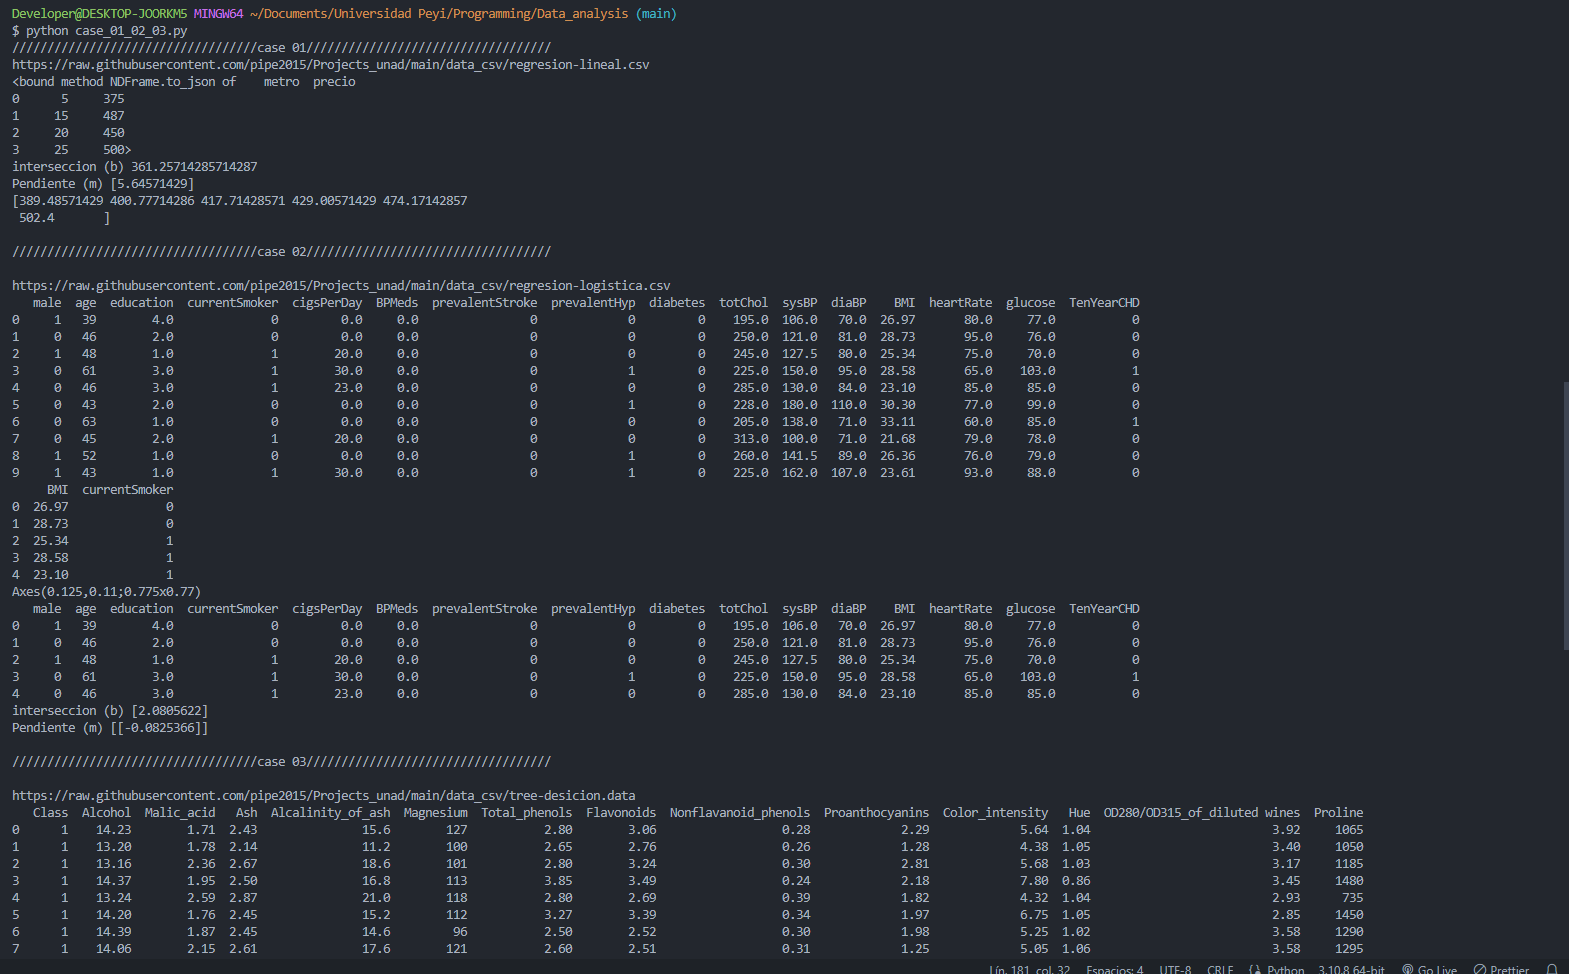 Developer@DESKTOP-JOORKM5 MINGW64 ~/Documents/Universidad Peyi/Programming/Data_analysis (main)
$ python case_01_02_03.py
///////////////////////////////////case 01///////////////////////////////////
https://raw.githubusercontent.com/pipe2015/Projects_unad/main/data_csv/regresion-lineal.csv
<bound method NDFrame.to_json of    metro  precio
0      5     375
1     15     487
2     20     450
3     25     500>
interseccion (b) 361.25714285714287
Pendiente (m) [5.64571429]
[389.48571429 400.77714286 417.71428571 429.00571429 474.17142857
 502.4       ]
///////////////////////////////////case 02///////////////////////////////////
https://raw.githubusercontent.com/pipe2015/Projects_unad/main/data_csv/regresion-logistica.csv
   male  age  education  currentSmoker  cigsPerDay  BPMeds  prevalentStroke  prevalentHyp  diabetes  totChol  sysBP  diaBP    BMI  heartRate  glucose  TenYearCHD
0     1   39        4.0              0         0.0     0.0                0             0         0    195.0  106.0   70.0  26.97       80.0     77.0           0
1     0   46        2.0              0         0.0     0.0                0             0         0    250.0  121.0   81.0  28.73       95.0     76.0           0
2     1   48        1.0              1        20.0     0.0                0             0         0    245.0  127.5   80.0  25.34       75.0     70.0           0
3     0   61        3.0              1        30.0     0.0                0             1         0    225.0  150.0   95.0  28.58       65.0    103.0           1
4     0   46        3.0              1        23.0     0.0                0             0         0    285.0  130.0   84.0  23.10       85.0     85.0           0
5     0   43        2.0              0         0.0     0.0                0             1         0    228.0  180.0  110.0  30.30       77.0     99.0           0
6     0   63        1.0              0         0.0     0.0                0             0         0    205.0  138.0   71.0  33.11       60.0     85.0           1
7     0   45        2.0              1        20.0     0.0                0             0         0    313.0  100.0   71.0  21.68       79.0     78.0           0
8     1   52        1.0              0         0.0     0.0                0             1         0    260.0  141.5   89.0  26.36       76.0     79.0           0
9     1   43        1.0              1        30.0     0.0                0             1         0    225.0  162.0  107.0  23.61       93.0     88.0           0
     BMI  currentSmoker
0  26.97              0
1  28.73              0
2  25.34              1
3  28.58              1
4  23.10              1
Axes(0.125,0.11;0.775x0.77)
   male  age  education  currentSmoker  cigsPerDay  BPMeds  prevalentStroke  prevalentHyp  diabetes  totChol  sysBP  diaBP    BMI  heartRate  glucose  TenYearCHD
0     1   39        4.0              0         0.0     0.0                0             0         0    195.0  106.0   70.0  26.97       80.0     77.0           0
1     0   46        2.0              0         0.0     0.0                0             0         0    250.0  121.0   81.0  28.73       95.0     76.0           0
2     1   48        1.0              1        20.0     0.0                0             0         0    245.0  127.5   80.0  25.34       75.0     70.0           0
3     0   61        3.0              1        30.0     0.0                0             1         0    225.0  150.0   95.0  28.58       65.0    103.0           1
4     0   46        3.0              1        23.0     0.0                0             0         0    285.0  130.0   84.0  23.10       85.0     85.0           0
interseccion (b) [2.0805622]
Pendiente (m) [[-0.0825366]]
///////////////////////////////////case 03///////////////////////////////////
https://raw.githubusercontent.com/pipe2015/Projects_unad/main/data_csv/tree-desicion.data
   Class  Alcohol  Malic_acid   Ash  Alcalinity_of_ash  Magnesium  Total_phenols  Flavonoids  Nonflavanoid_phenols  Proanthocyanins  Color_intensity   Hue  OD280/OD315_of_diluted wines  Proline
0      1    14.23        1.71  2.43               15.6        127           2.80        3.06                  0.28             2.29             5.64  1.04                          3.92     1065
1      1    13.20        1.78  2.14               11.2        100           2.65        2.76                  0.26             1.28             4.38  1.05                          3.40     1050
2      1    13.16        2.36  2.67               18.6        101           2.80        3.24                  0.30             2.81             5.68  1.03                          3.17     1185
3      1    14.37        1.95  2.50               16.8        113           3.85        3.49                  0.24             2.18             7.80  0.86                          3.45     1480
4      1    13.24        2.59  2.87               21.0        118           2.80        2.69                  0.39             1.82             4.32  1.04                          2.93      735
5      1    14.20        1.76  2.45               15.2        112           3.27        3.39                  0.34             1.97             6.75  1.05                          2.85     1450
6      1    14.39        1.87  2.45               14.6         96           2.50        2.52                  0.30             1.98             5.25  1.02                          3.58     1290
7      1    14.06        2.15  2.61               17.6        121           2.60        2.51                  0.31             1.25             5.05  1.06                          3.58     1295
Lín. 181, col. 32  Espacios: 4  UTF-8  CRLF  Python  3.10.8 64-bit  Go Live  Prettier